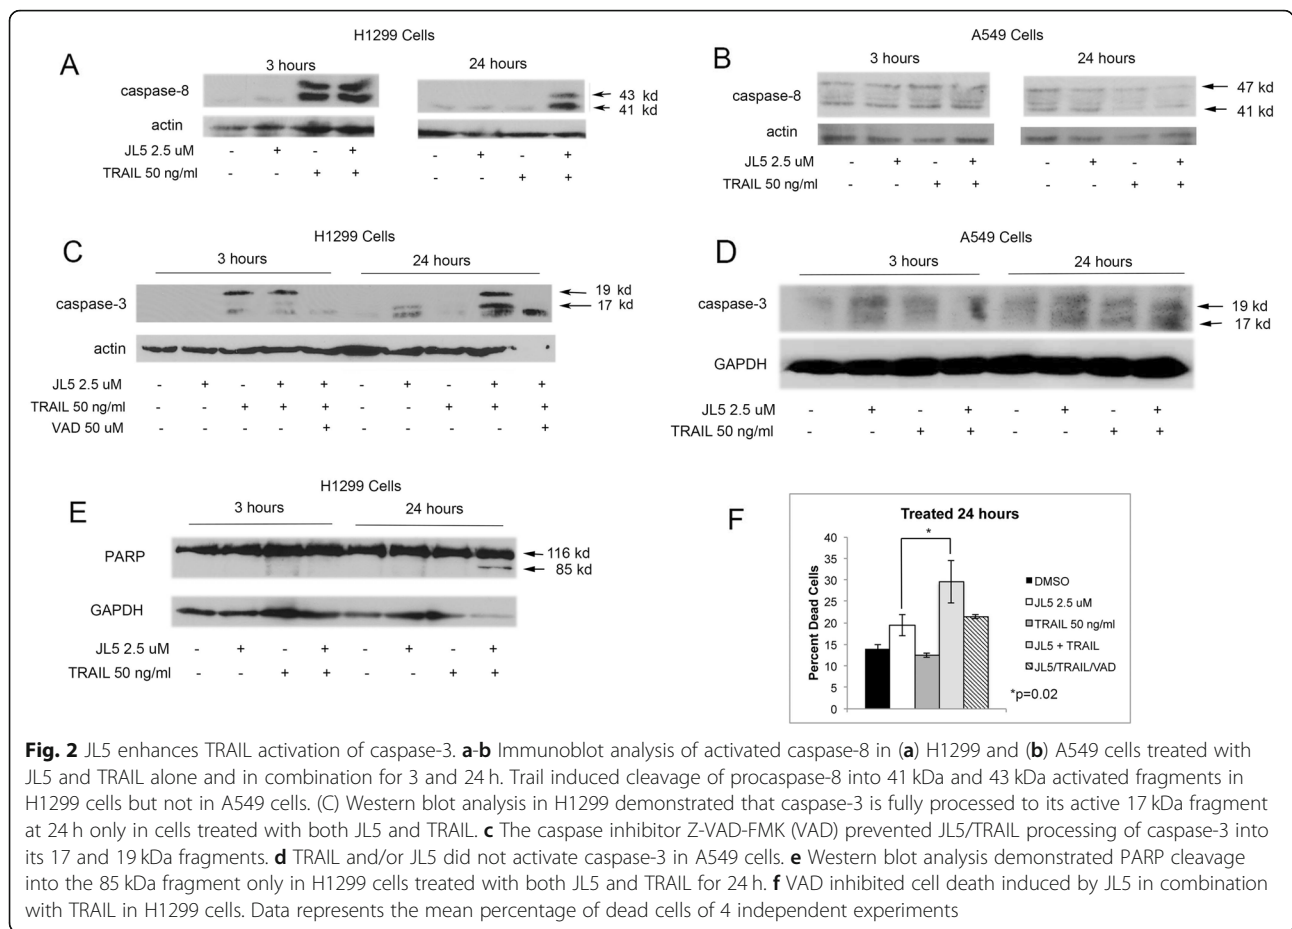 H1299 Cells
A
3 hours
24 hours
caspase-8
43 kd
41 kd
actin
JL5 2.5 uM - + - + - + - +
TRAIL 50 ng/ml - - + + - - + +
A549 Cells
B
3 hours
24 hours
caspase-8
47 kd
41 kd
actin
JL5 2.5 uM - + - + - + - +
TRAIL 50 ng/ml - - + + - - + +
H1299 Cells
C
3 hours
24 hours
caspase-3
19 kd
17 kd
actin
JL5 2.5 uM - + - + + - + - + +
TRAIL 50 ng/ml - - + + + - - + + +
VAD 50 uM - - - - + - - - - +
A549 Cells
D
3 hours
24 hours
caspase-3
19 kd
17 kd
GAPDH
JL5 2.5 uM - + - + - + - +
TRAIL 50 ng/ml - - + + - - + +
H1299 Cells
E
3 hours
24 hours
PARP
116 kd
85 kd
GAPDH
JL5 2.5 uM - + - + - + - +
TRAIL 50 ng/ml - - + + - - + +
F
Treated 24 hours
Percent Dead Cells
40
35
30
25
20
15
10
5
0
*
DMSO
JL5 2.5 uM
TRAIL 50 ng/ml
JL5 + TRAIL
JL5/TRAIL/VAD
*p=0.02
Fig. 2 JL5 enhances TRAIL activation of caspase-3. a-b Immunoblot analysis of activated caspase-8 in (a) H1299 and (b) A549 cells treated with
JL5 and TRAIL alone and in combination for 3 and 24 h. Trail induced cleavage of procaspase-8 into 41 kDa and 43 kDa activated fragments in
H1299 cells but not in A549 cells. (C) Western blot analysis in H1299 demonstrated that caspase-3 is fully processed to its active 17 kDa fragment
at 24 h only in cells treated with both JL5 and TRAIL. c The caspase inhibitor Z-VAD-FMK (VAD) prevented JL5/TRAIL processing of caspase-3 into
its 17 and 19 kDa fragments. d TRAIL and/or JL5 did not activate caspase-3 in A549 cells. e Western blot analysis demonstrated PARP cleavage
into the 85 kDa fragment only in H1299 cells treated with both JL5 and TRAIL for 24 h. f VAD inhibited cell death induced by JL5 in combination
with TRAIL in H1299 cells. Data represents the mean percentage of dead cells of 4 independent experiments